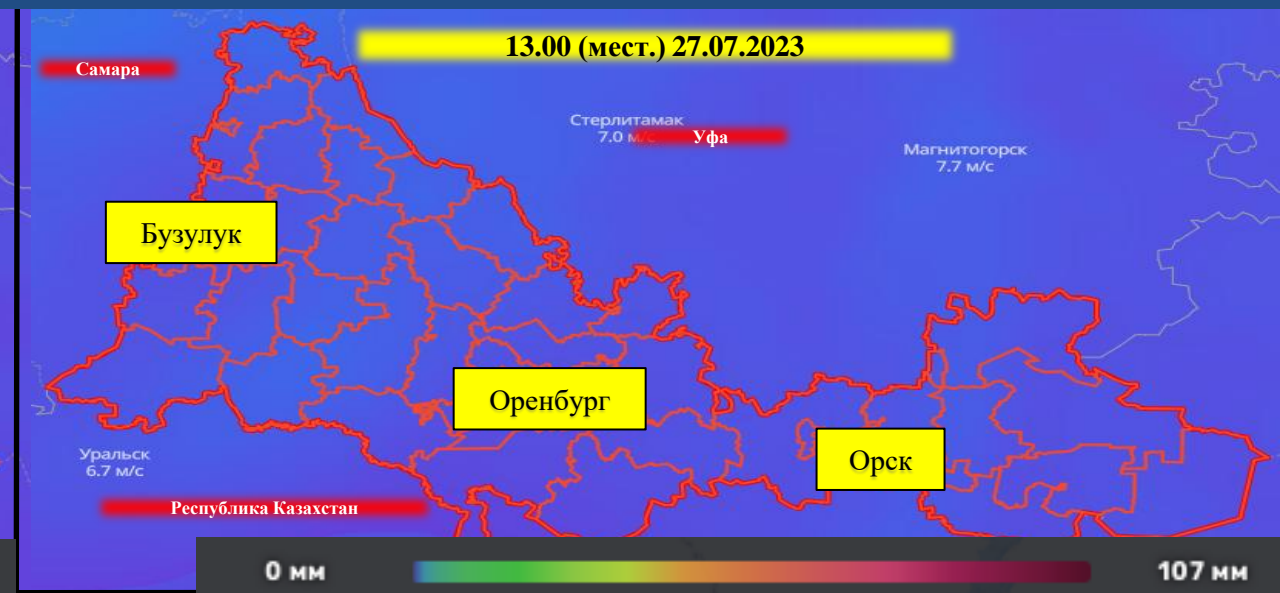 13.00 (мест.) 27.07.2023
Самара
Стерлитамак
7.0 м/с
Уфа
Магнитогорск
7.7 м/с
Бузулук
Оренбург
Орск
Уральск
6.7 м/с
Республика Казахстан
0 мм
107 мм